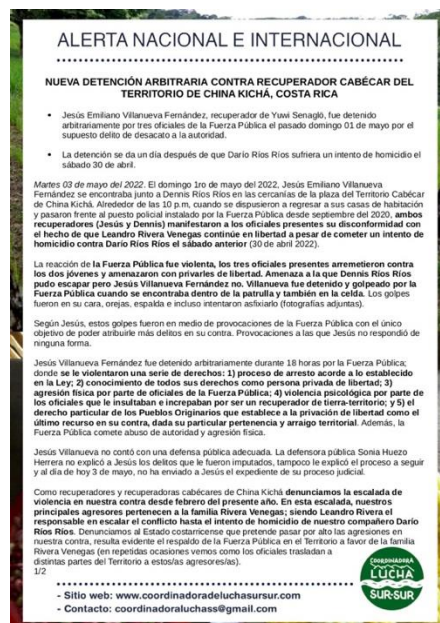 ALERTA NACIONAL E INTERNACIONAL
NUEVA DETENCIÓN ARBITRARIA CONTRA RECUPERADOR CABÉCAR DEL
TERRITORIO DE CHINA KICHÁ, COSTA RICA
• Jesús Emiliano Villanueva Fernández, recuperador de Yuwi Senagló, fue detenido
arbitrariamente por tres oficiales de la Fuerza Pública el pasado domingo 01 de mayo por el
supuesto delito de desacato a la autoridad.
• La detención se da un día después de que Darío Ríos Ríos sufriera un intento de homicidio el
sábado 30 de abril.
Martes 03 de mayo del 2022. El domingo 1ro de mayo del 2022, Jesús Emiliano Villanueva
Fernández se encontraba junto a Dennis Ríos Ríos en las cercanías de la plaza del Territorio Cabécar
de China Kichá. Alrededor de las 10 p.m, cuando se dispusieron a regresar a sus casas de habitación
y pasaron frente al puesto policial instalado por la Fuerza Pública desde septiembre del 2020, ambos
recuperadores (Jesús y Dennis) manifestaron a los oficiales presentes su disconformidad con
el hecho de que Leandro Rivera Venegas continúe en libertad a pesar de cometer un intento de
homicidio contra Darío Ríos Ríos el sábado anterior (30 de abril 2022).
La reacción de la Fuerza Pública fue violenta, los tres oficiales presentes arremetieron contra
los dos jóvenes y amenazaron con privarles de libertad. Amenaza a la que Dennis Ríos Ríos
pudo escapar pero Jesús Villanueva Fernández no. Villanueva fue detenido y golpeado por la
Fuerza Pública cuando se encontraba dentro de la patrulla y también en la celda. Los golpes
fueron en su cara, orejas, espalda e incluso intentaron asfixiarlo (fotografías adjuntas).
Según Jesús, estos golpes fueron en medio de provocaciones de la Fuerza Pública con el único
objetivo de poder atribuirle más delitos en su contra. Provocaciones a las que Jesús no respondió de
ninguna forma.
Jesús Villanueva Fernández fue detenido arbitrariamente durante 18 horas por la Fuerza Pública;
donde se le violentaron una serie de derechos: 1) proceso de arresto acorde a lo establecido
en la Ley; 2) conocimiento de todos sus derechos como persona privada de libertad; 3)
agresión física por parte de oficiales de la Fuerza Pública; 4) violencia psicológica por parte de
los oficiales que le insultaban e increpaban por ser un recuperador de tierra-territorio; y 5) el
derecho particular de los Pueblos Originarios que establece a la privación de libertad como el
último recurso en su contra, dada su particular pertenencia y arraigo territorial. Además, la
Fuerza Pública comete abuso de autoridad y agresión física.
Jesús Villanueva no contó con una defensa pública adecuada. La defensora pública Sonia Huezo
Herrera no explicó a Jesús los delitos que le fueron imputados, tampoco le explicó el proceso a seguir
y al día de hoy 3 de mayo, no ha enviado a Jesús el expediente de su proceso judicial.
Como recuperadores y recuperadoras cabécares de China Kichá denunciamos la escalada de
violencia en nuestra contra desde febrero del presente año. En esta escalada, nuestros
principales agresores pertenecen a la familia Rivera Venegas; siendo Leandro Rivera el
responsable en escalar el conflicto hasta el intento de homicidio de nuestro compañero Darío
Ríos Ríos. Denunciamos al Estado costarricense que pretende pasar por alto las agresiones en
nuestra contra, resulta evidente el respaldo de la Fuerza Pública en el Territorio a favor de la familia
Rivera Venegas (en repetidas ocasiones vemos como los oficiales trasladan a
distintas partes del Territorio a estos/as agresores/as).
1/2
- Sitio web: www.coordinadoradeluchasursur.com
- Contacto: coordinadoraluchass@gmail.com
COORDINADORA
LUCHA
SUR-SUR